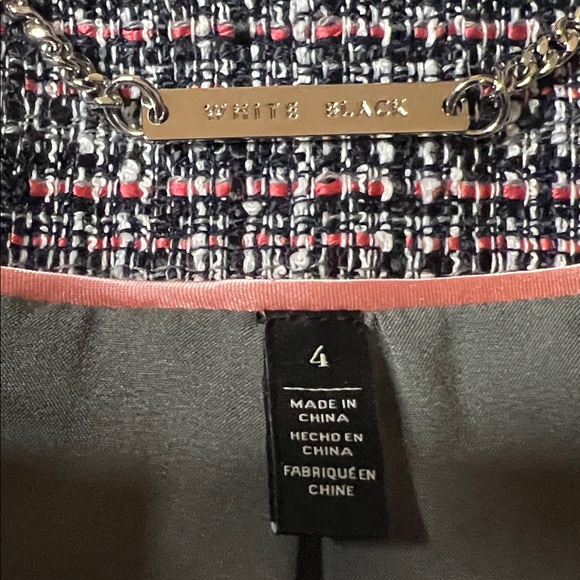 WHITE BLACK
4
MADE IN
CHINA
HECHO EN
CHINA
FABRIQUÉ EN
CHINE